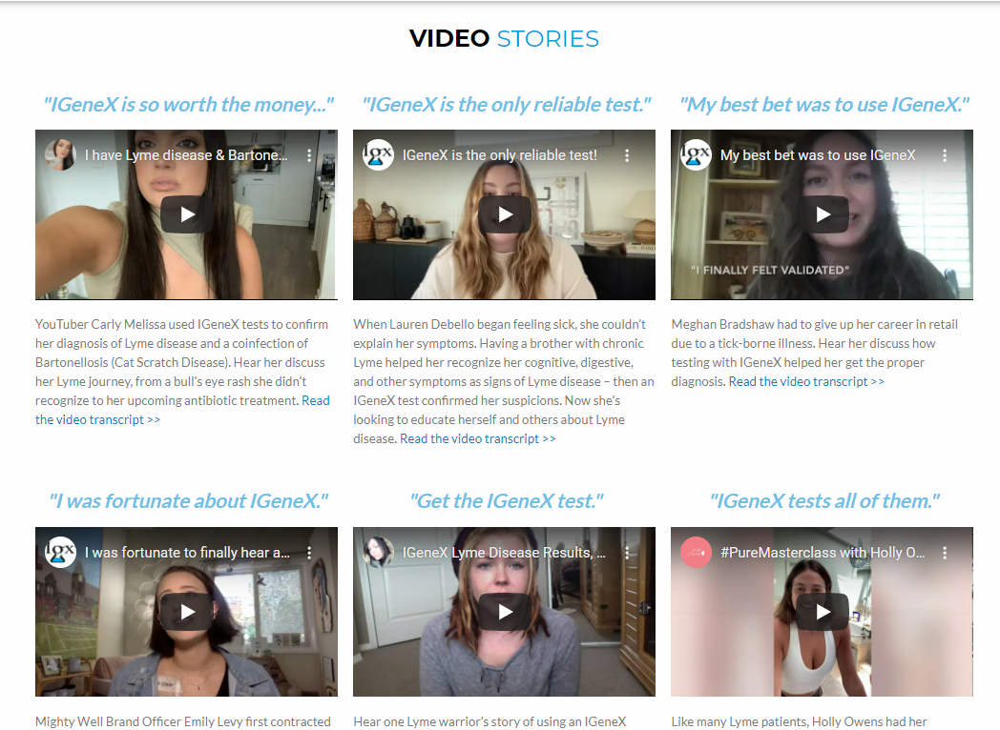 VIDEO STORIES
"IGeneX is so worth the money..."
"IGeneX is the only reliable test."
"My best bet was to use IGeneX."
I have Lyme disease & Bartone...
Igx
IGeneX is the only reliable test!
Igx
My best bet was to use IGeneX
"I FINALLY FELT VALIDATED"
YouTuber Carly Melissa used IGeneX tests to confirm
her diagnosis of Lyme disease and a coinfection of
Bartonellosis (Cat Scratch Disease). Hear her discuss
her Lyme journey, from a bull's eye rash she didn't
recognize to her upcoming antibiotic treatment. Read
the video transcript >>
When Lauren Debello began feeling sick, she couldn't
explain her symptoms. Having a brother with chronic
Lyme helped her recognize her cognitive, digestive,
and other symptoms as signs of Lyme disease – then an
IGeneX test confirmed her suspicions. Now she's
looking to educate herself and others about Lyme
disease. Read the video transcript >>
Meghan Bradshaw had to give up her career in retail
due to a tick-borne illness. Hear her discuss how
testing with IGeneX helped her get the proper
diagnosis. Read the video transcript >>
"I was fortunate about IGeneX."
"Get the IGeneX test."
"IGeneX tests all of them."
Igx
I was fortunate to finally hear a...
IGeneX Lyme Disease Results, ...
#PureMasterclass with Holly O...
Mighty Well Brand Officer Emily Levy first contracted
Hear one Lyme warrior's story of using an IGeneX
Like many Lyme patients, Holly Owens had her